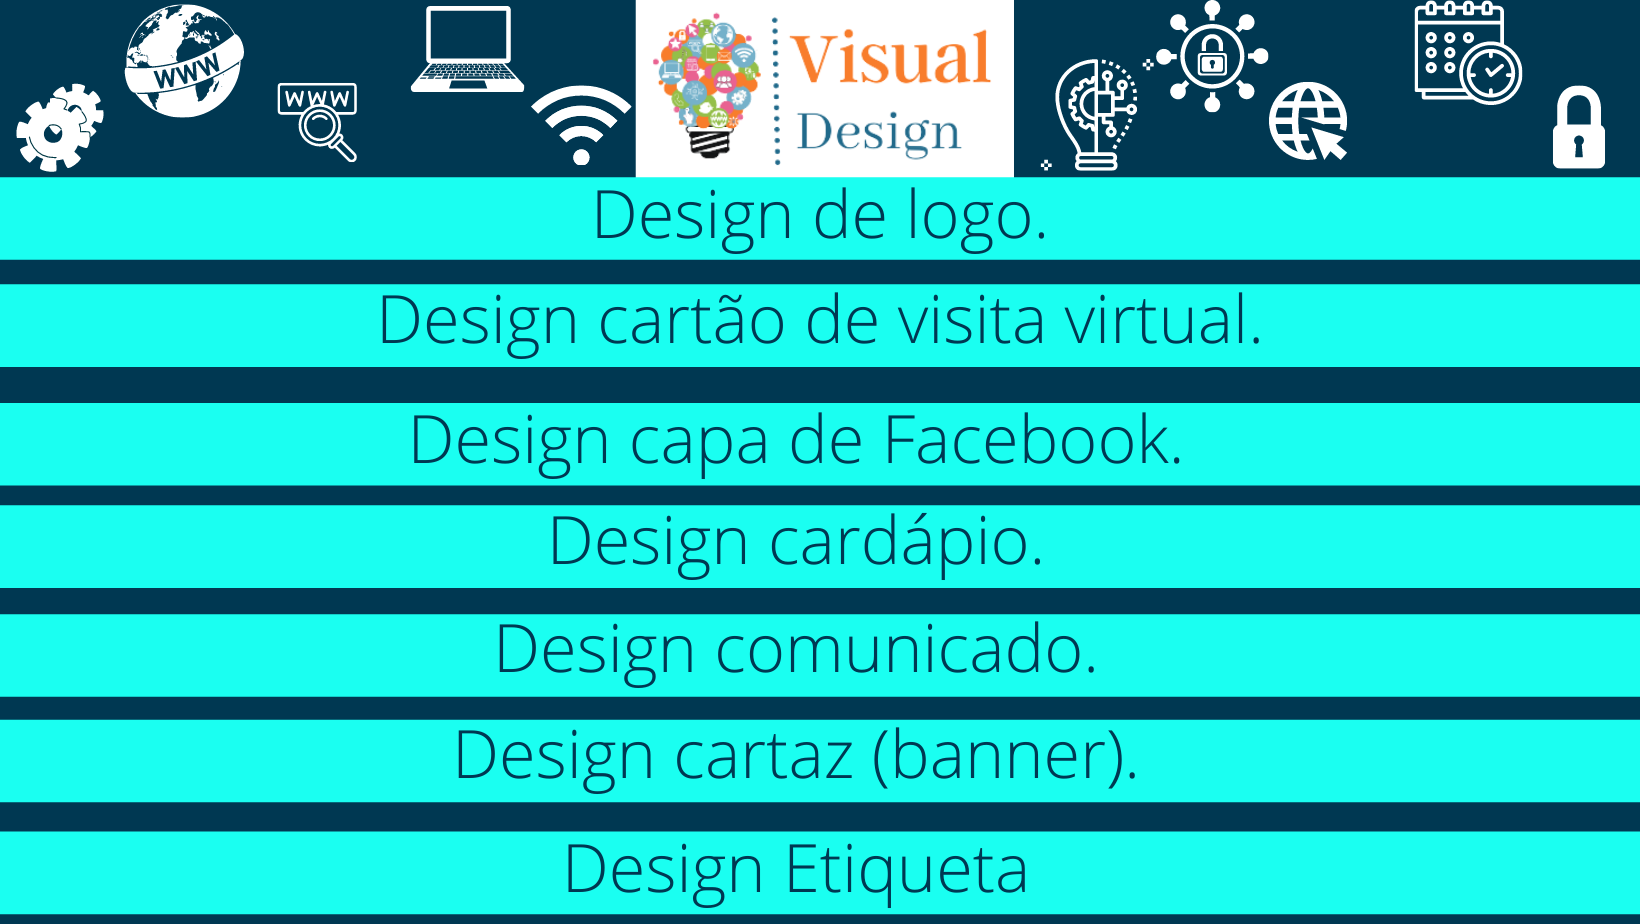 WWW
WWW
Visual
Design
Design de logo.
Design cartão de visita virtual.
Design capa de Facebook.
Design cardápio.
Design comunicado.
Design cartaz (banner).
Design Etiqueta